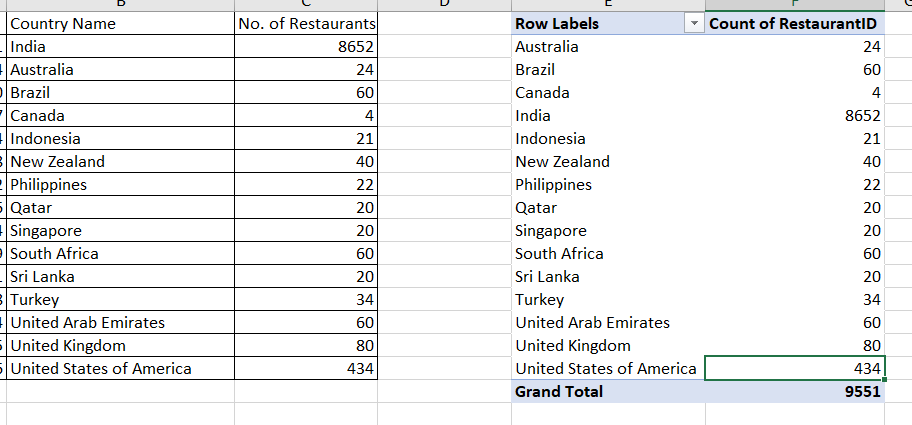 Country Name No. of Restaurants Row Labels Count of RestaurantID
India 8652 Australia 24
Australia 24 Brazil 60
Brazil 60 Canada 4
Canada 4 India 8652
Indonesia 21 Indonesia 21
New Zealand 40 New Zealand 40
Philippines 22 Philippines 22
Qatar 20 Qatar 20
Singapore 20 Singapore 20
South Africa 60 South Africa 60
Sri Lanka 20 Sri Lanka 20
Turkey 34 Turkey 34
United Arab Emirates 60 United Arab Emirates 60
United Kingdom 80 United Kingdom 80
United States of America 434 United States of America 434
Grand Total 9551